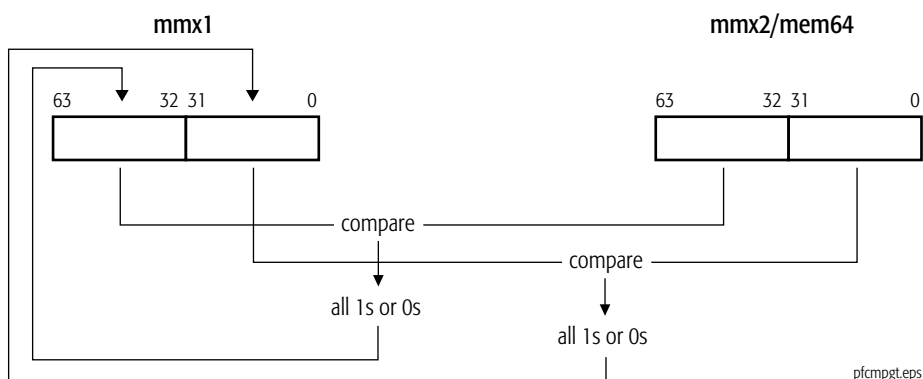 mmx1 mmx2/mem64
63 32 31 0 63 32 31 0
compare
compare
all 1s or 0s
all 1s or 0s
pfcmpgt.eps